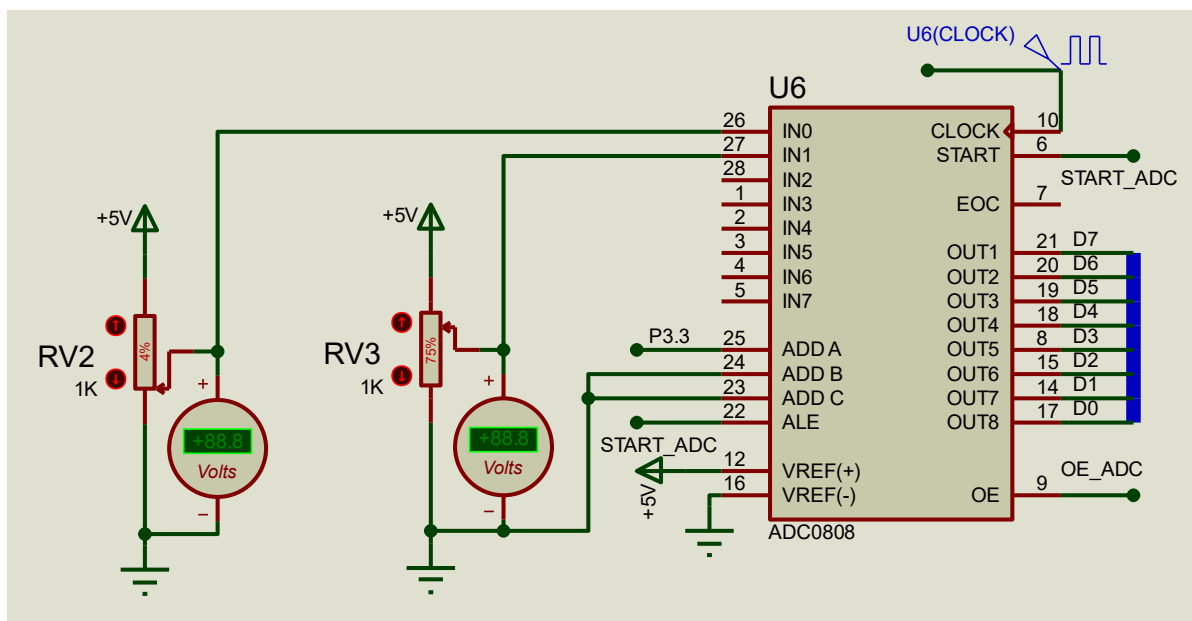 U6(CLOCK)
U6
26 IN0 CLOCK 10
27 IN1 START 6
START_ADC
28 IN2
1 IN3 EOC 7
2 IN4
3 IN5 OUT1 21 D7
4 IN6 OUT2 20 D6
5 IN7 OUT3 19 D5
OUT4 18 D4
P3.3 25 ADD A OUT5 8 D3
24 ADD B OUT6 15 D2
23 ADD C OUT7 14 D1
22 ALE OUT8 17 D0
START_ADC
12 VREF(+)
+5V
16 VREF(-) OE 9
OE_ADC
ADC0808
+5V
RV2
1K
4%
+
+88.8
Volts
−
+5V
RV3
1K
75%
+
+88.8
Volts
−